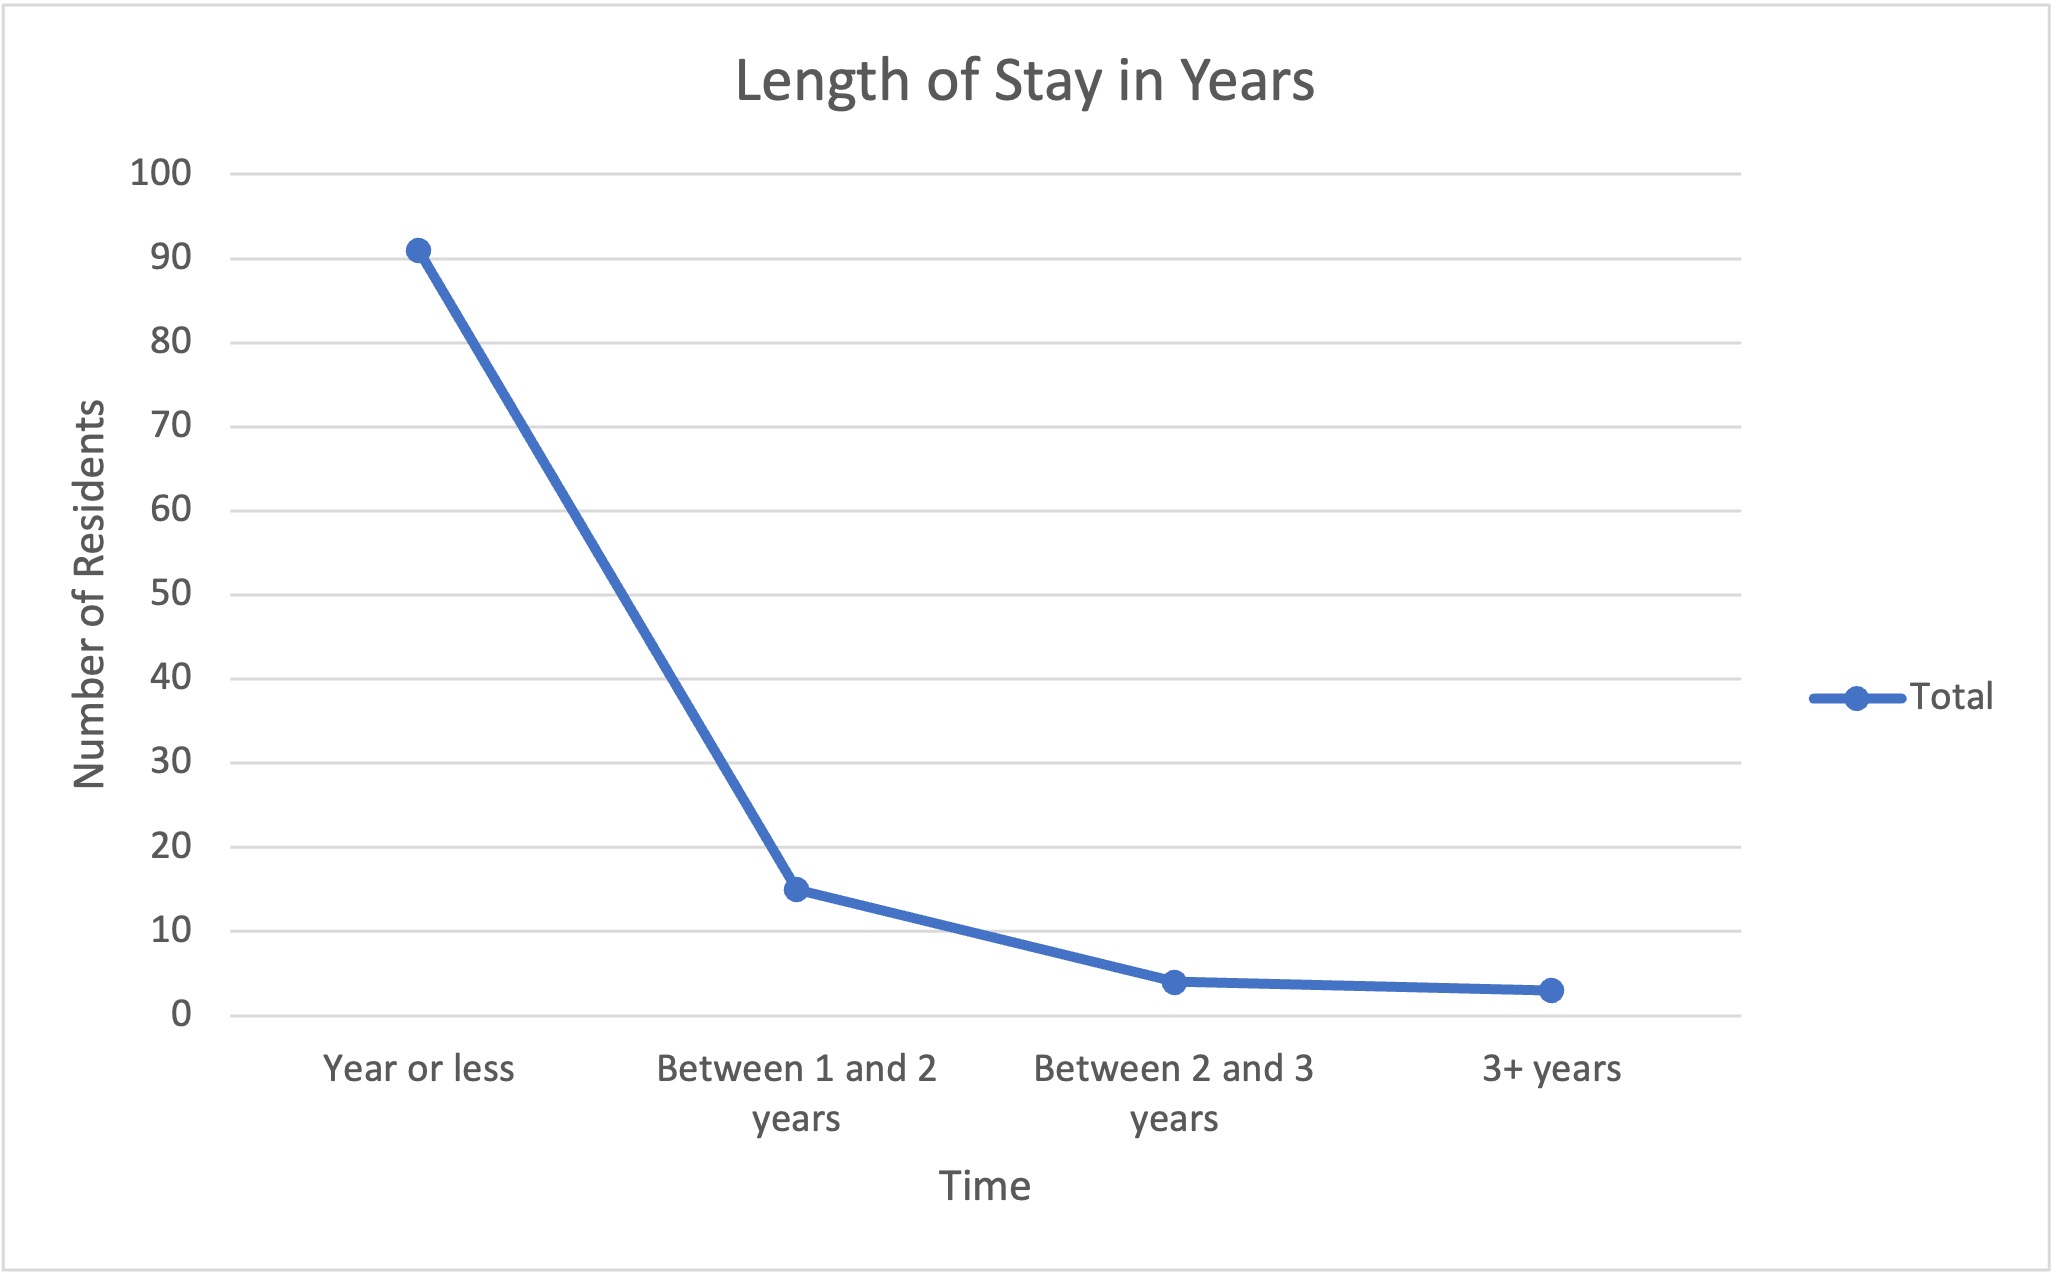 Length of Stay in Years
100
90
80
70
60
50
40
30
20
10
0
Number of Residents
Year or less
Between 1 and 2
years
Between 2 and 3
years
3+ years
Time
Total